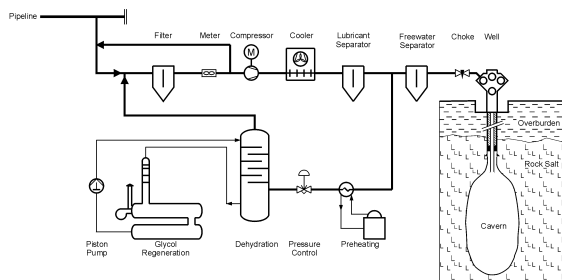 Pipeline
Filter
Meter
Compressor
Cooler
Lubricant
Separator
Freewater
Separator
Choke
Well
M
Overburden
Rock Salt
Cavern
Piston
Pump
Glycol
Regeneration
Dehydration
Pressure
Control
Preheating